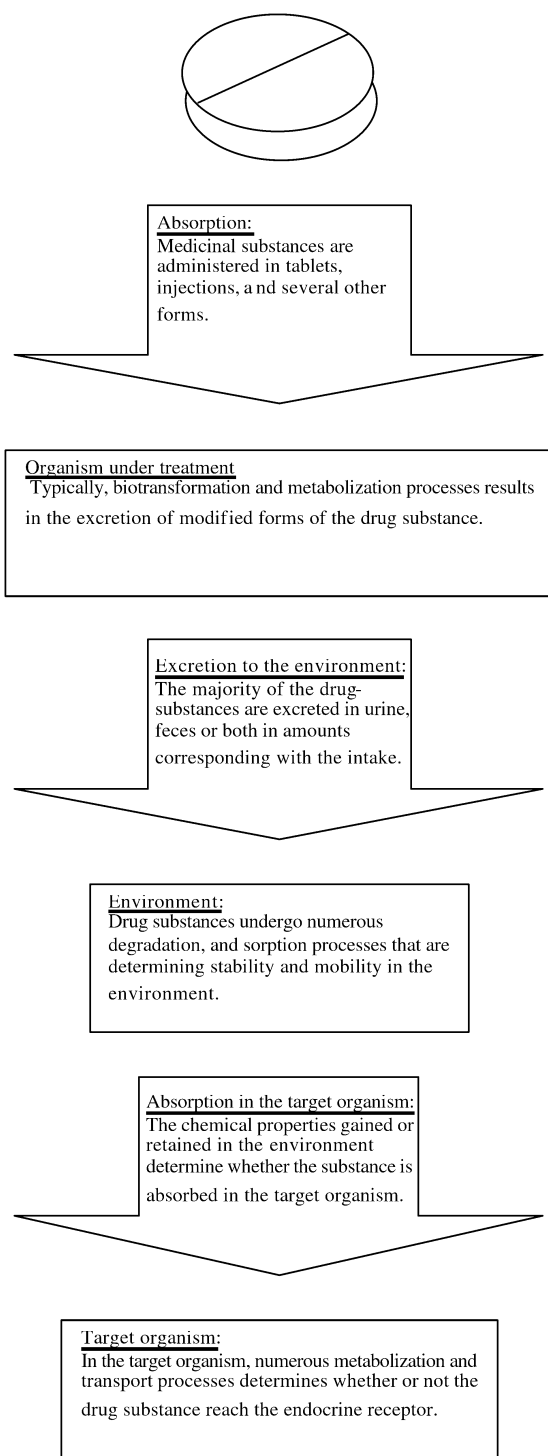 Absorption:
Medicinal substances are
administered in tablets,
injections, and several other
forms.
Organism under treatment
Typically, biotransformation and metabolization processes results
in the excretion of modified forms of the drug substance.
Excretion to the environment:
The majority of the drug-
substances are excreted in urine,
feces or both in amounts
corresponding with the intake.
Environment:
Drug substances undergo numerous
degradation, and sorption processes that are
determining stability and mobility in the
environment.
Absorption in the target organism:
The chemical properties gained or
retained in the environment
determine whether the substance is
absorbed in the target organism.
Target organism:
In the target organism, numerous metabolization and
transport processes determines whether or not the
drug substance reach the endocrine receptor.